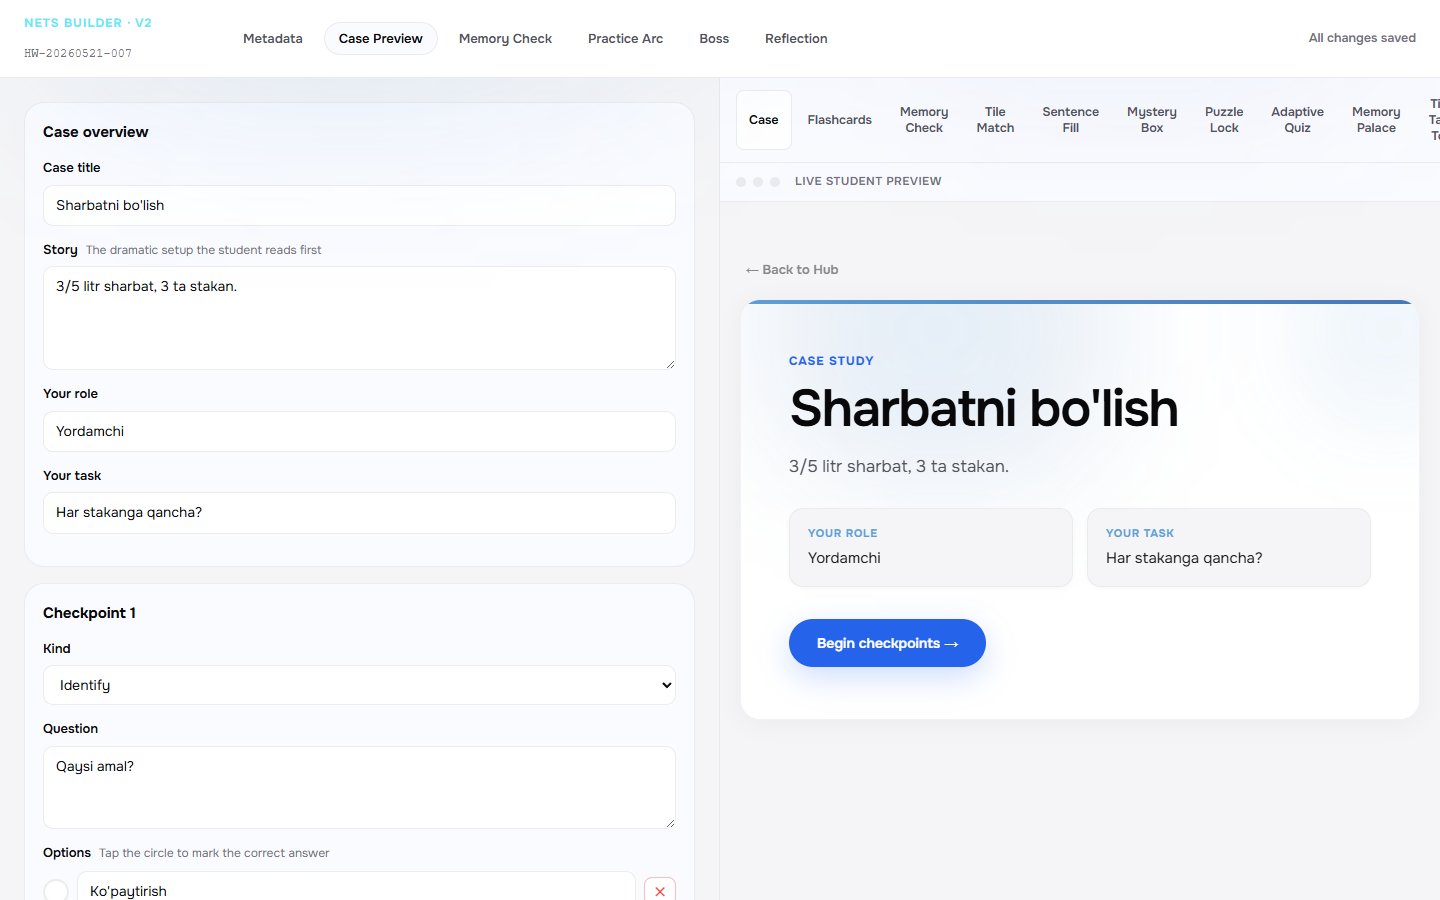 NETS BUILDER · V2
HW-20260521-007
Metadata
Case Preview
Memory Check
Practice Arc
Boss
Reflection
All changes saved
Case overview
Case title
Sharbatni bo'lish
Story The dramatic setup the student reads first
3/5 litr sharbat, 3 ta stakan.
Your role
Yordamchi
Your task
Har stakanga qancha?
Checkpoint 1
Kind
Identify
Question
Qaysi amal?
Options Tap the circle to mark the correct answer
Ko'paytirish
Case
Flashcards
Memory
Check
Tile
Match
Sentence
Fill
Mystery
Box
Puzzle
Lock
Adaptive
Quiz
Memory
Palace
LIVE STUDENT PREVIEW
← Back to Hub
CASE STUDY
Sharbatni bo'lish
3/5 litr sharbat, 3 ta stakan.
YOUR ROLE
Yordamchi
YOUR TASK
Har stakanga qancha?
Begin checkpoints →